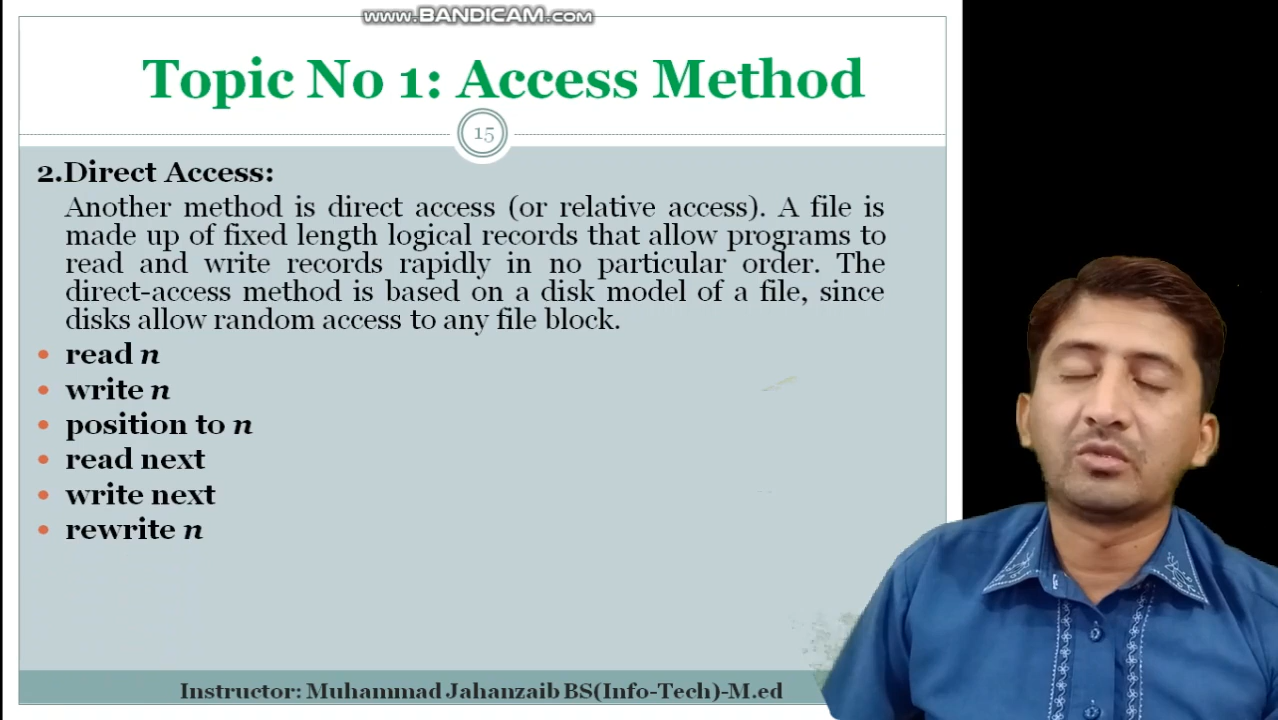 www.BANDICAM.com
Topic No 1: Access Method
15
2.Direct Access:
Another method is direct access (or relative access). A file is
made up of fixed length logical records that allow programs to
read and write records rapidly in no particular order. The
direct-access method is based on a disk model of a file, since
disks allow random access to any file block.
• read n
• write n
• position to n
• read next
• write next
• rewrite n
Instructor: Muhammad Jahanzaib BS(Info-Tech)-M.ed